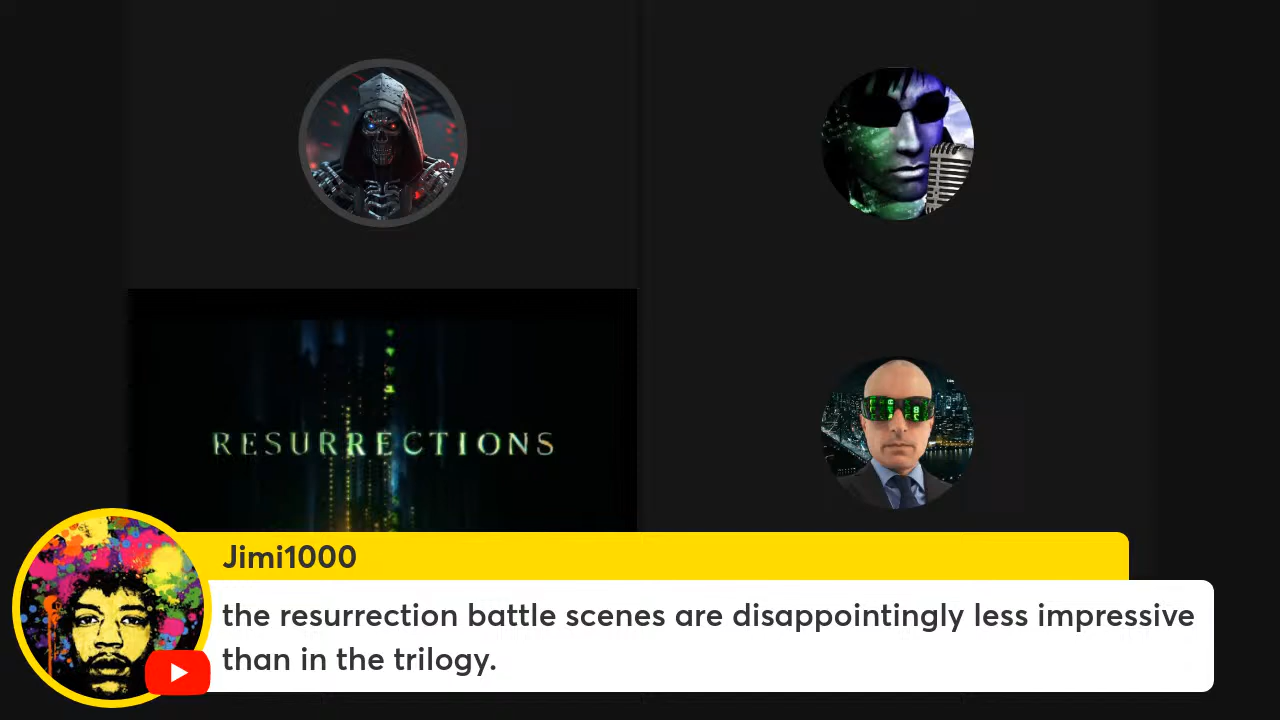 RESURRECTIONS
Jimi1000
the resurrection battle scenes are disappointingly less impressive
than in the trilogy.